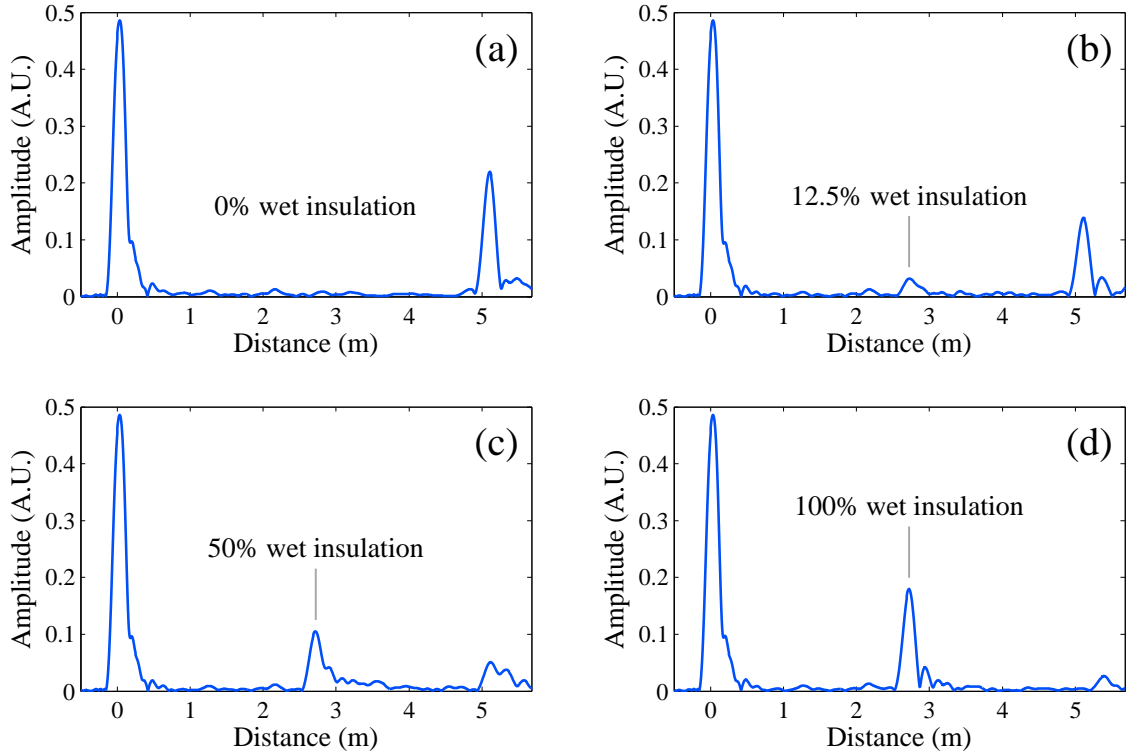 (a)
0% wet insulation
Amplitude (A.U.)
0.5
0.4
0.3
0.2
0.1
0
0 1 2 3 4 5
Distance (m)
(b)
12.5% wet insulation
Amplitude (A.U.)
0.5
0.4
0.3
0.2
0.1
0
0 1 2 3 4 5
Distance (m)
(c)
50% wet insulation
Amplitude (A.U.)
0.5
0.4
0.3
0.2
0.1
0
0 1 2 3 4 5
Distance (m)
(d)
100% wet insulation
Amplitude (A.U.)
0.5
0.4
0.3
0.2
0.1
0
0 1 2 3 4 5
Distance (m)